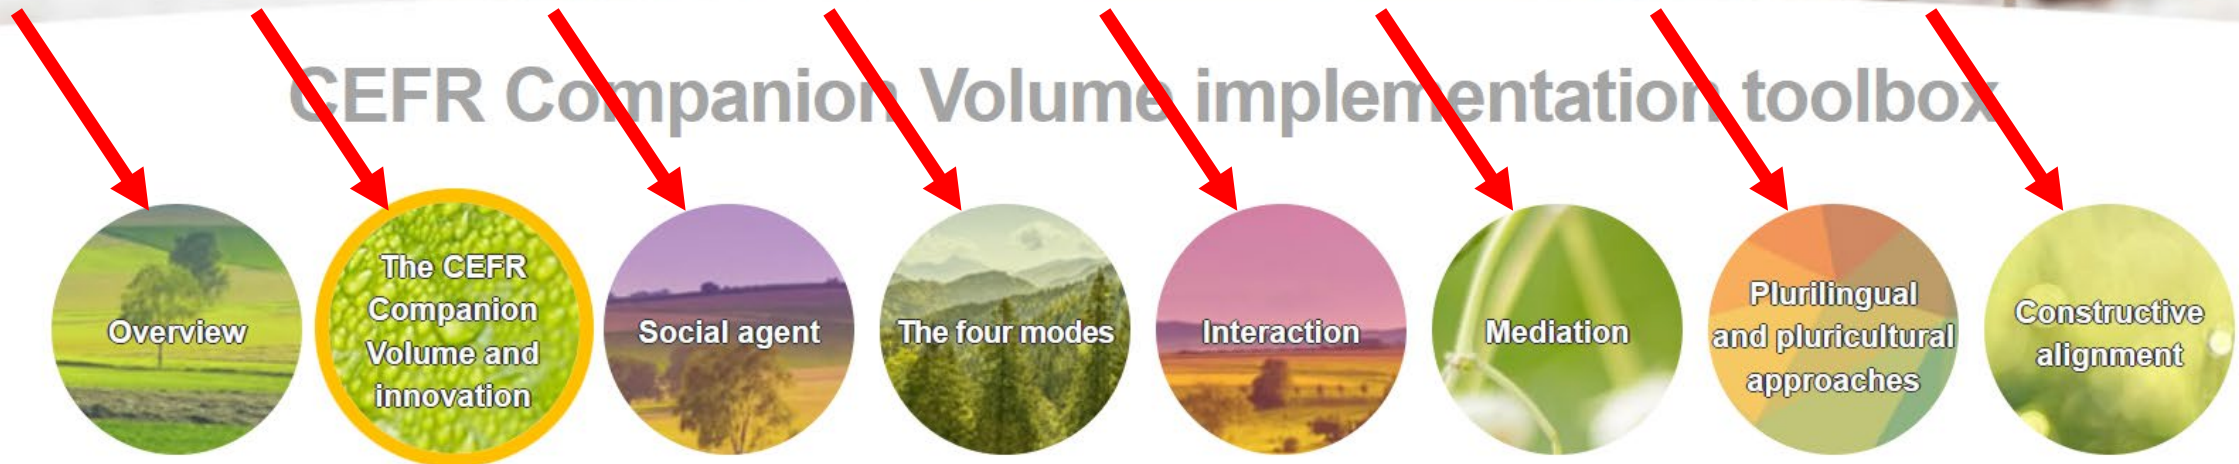 CEFR Companion Volume implementation toolbox
Overview
The CEFR
Companion
Volume and
innovation
Social agent
The four modes
Interaction
Mediation
Plurilingual
and pluricultural
approaches
Constructive
alignment